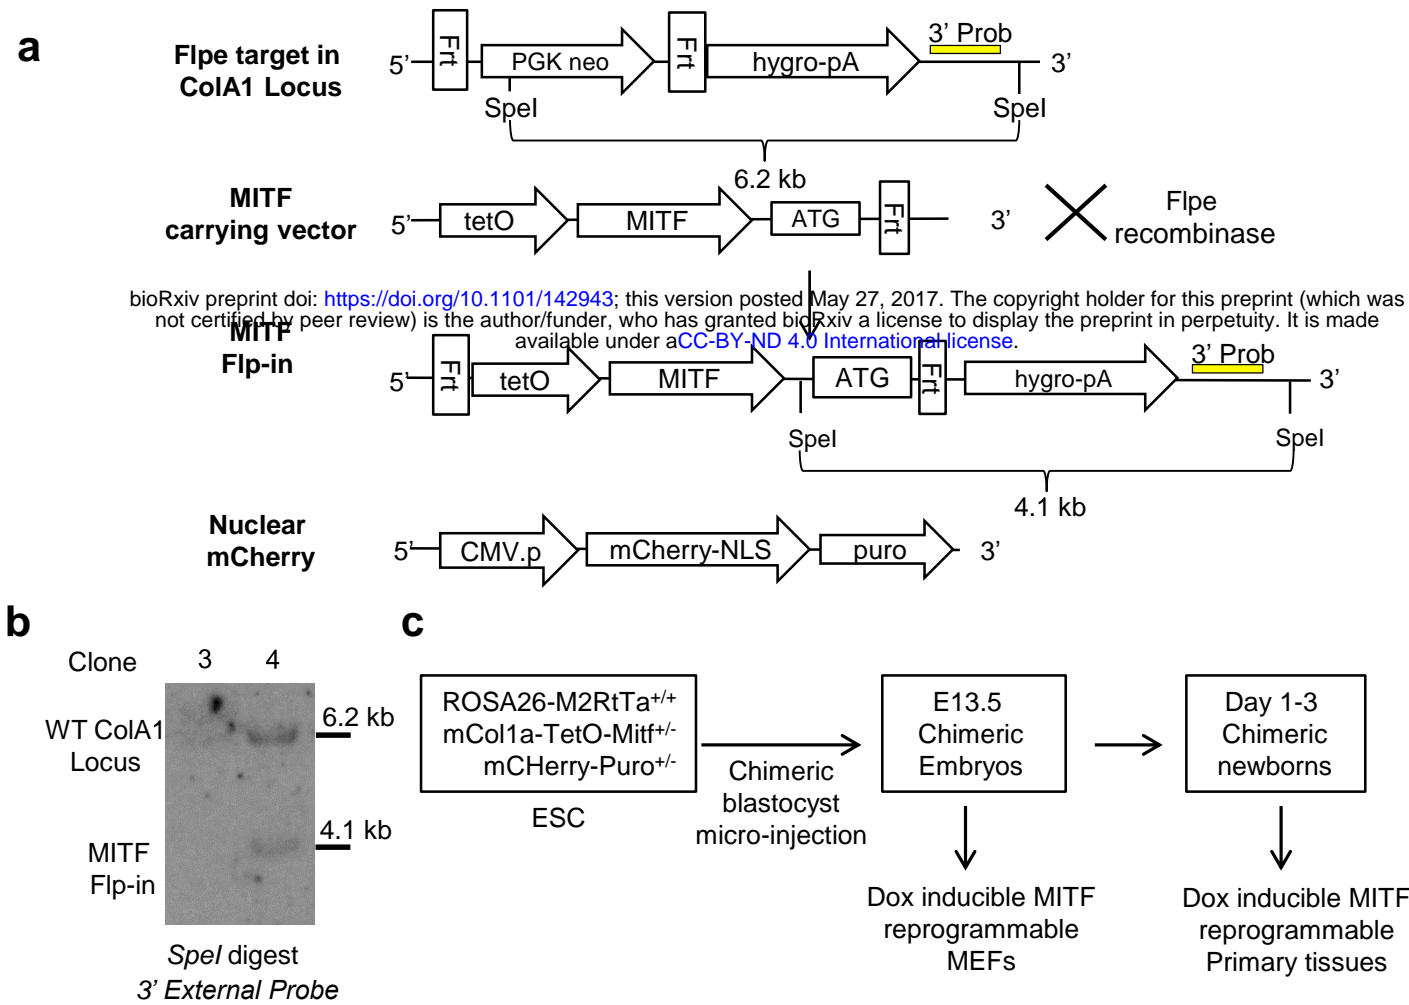 a
Flpe target in
ColA1 Locus
5’
Frt
PGK neo
Frt
hygro-pA
3’ Prob
3’
SpeI
SpeI
6.2 kb
MITF
carrying vector
5’
tetO
MITF
ATG
Frt
3’
Flpe
recombinase
bioRxiv preprint doi: https://doi.org/10.1101/142943; this version posted May 27, 2017. The copyright holder for this preprint (which was
not certified by peer review) is the author/funder, who has granted bioRxiv a license to display the preprint in perpetuity. It is made
available under aCC-BY-ND 4.0 International license.
MITF
Flp-in
5’
Frt
tetO
MITF
ATG
Frt
hygro-pA
3’ Prob
3’
SpeI
SpeI
4.1 kb
Nuclear
mCherry
5’
CMV.p
mCherry-NLS
puro
3’
b
Clone 3 4
WT ColA1
Locus
6.2 kb
MITF
Flp-in
4.1 kb
SpeI digest
3’ External Probe
c
ROSA26-M2RtTa+/+
mCol1a-TetO-Mitf+/-
mCHerry-Puro+/-
ESC
Chimeric
blastocyst
micro-injection
E13.5
Chimeric
Embryos
Day 1-3
Chimeric
newborns
Dox inducible MITF
reprogrammable
MEFs
Dox inducible MITF
reprogrammable
Primary tissues